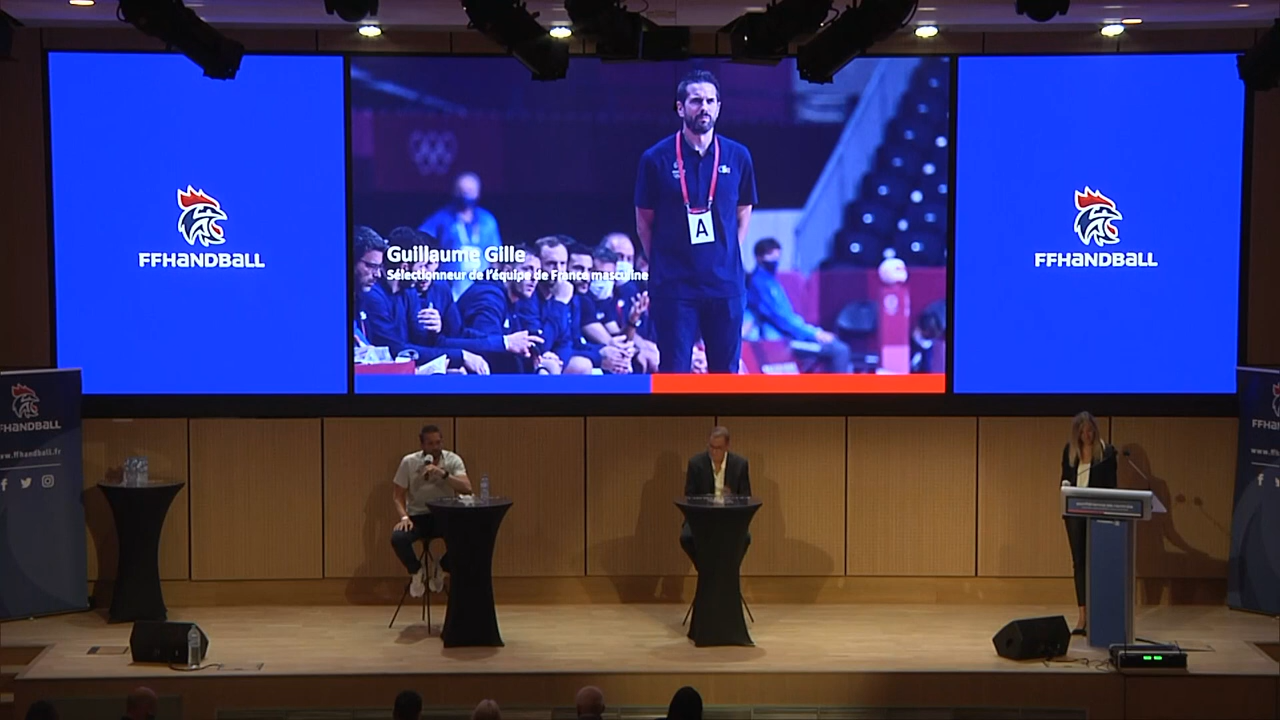 FFHANDBALL
Guillaume Gille
Sélectionneur de l'équipe de France masculine
A
FFHANDBALL
FFHANDBALL
www.ffhandball.fr